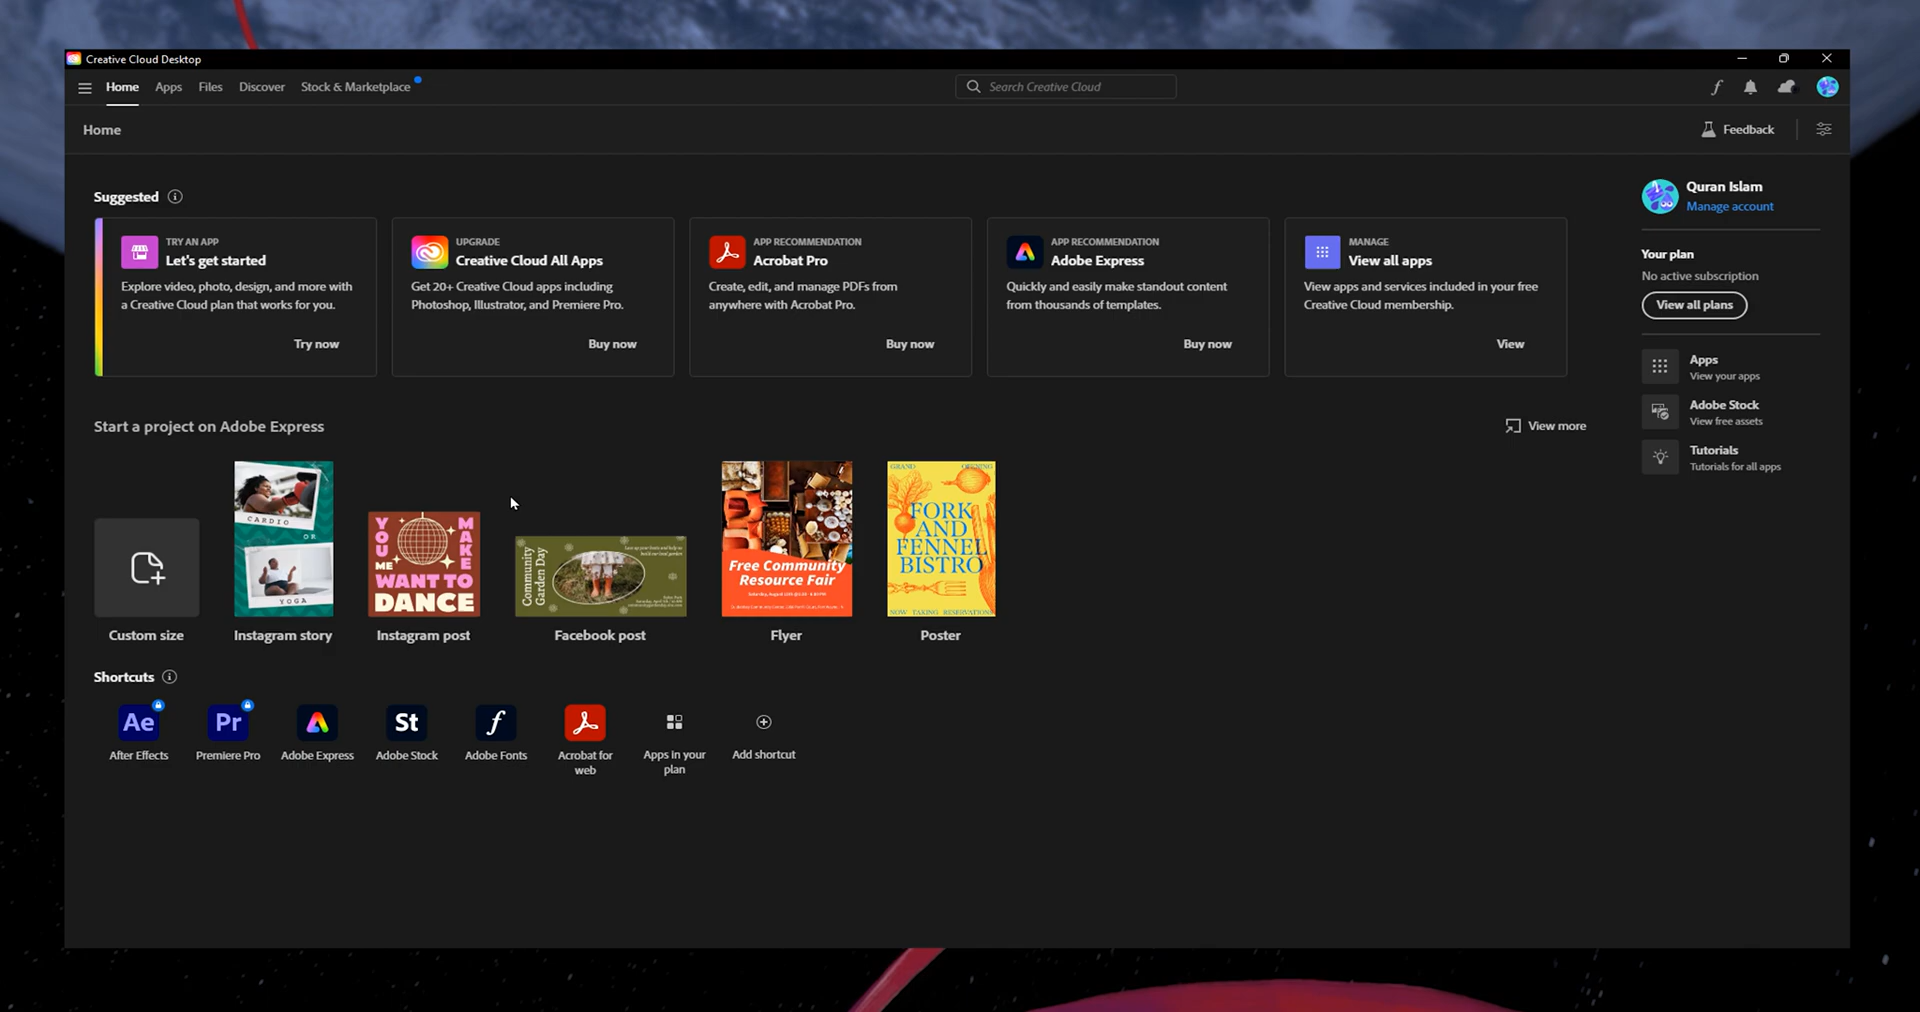 Creative Cloud Desktop
Home Apps Files Discover Stock & Marketplace
Search Creative Cloud
Home
Feedback
Suggested
TRY AN APP
Let's get started
Explore video, photo, design, and more with
a Creative Cloud plan that works for you.
Try now
UPGRADE
Creative Cloud All Apps
Get 20+ Creative Cloud apps including
Photoshop, Illustrator, and Premiere Pro.
Buy now
APP RECOMMENDATION
Acrobat Pro
Create, edit, and manage PDFs from
anywhere with Acrobat Pro.
Buy now
APP RECOMMENDATION
Adobe Express
Quickly and easily make standout content
from thousands of templates.
Buy now
MANAGE
View all apps
View apps and services included in your free
Creative Cloud membership.
View
Quran Islam
Manage account
Your plan
No active subscription
View all plans
Apps
View your apps
Adobe Stock
View free assets
Tutorials
Tutorials for all apps
Start a project on Adobe Express
View more
Custom size
CARDIO
OR
YOGA
Instagram story
YOU
ME
MAKE
WANT TO
DANCE
Instagram post
Community
Garden Day
Facebook post
Free Community
Resource Fair
Flyer
GRAND OPENING
FORK
AND
FENNEL
BISTRO
NOW TAKING RESERVATIONS
Poster
Shortcuts
Ae
After Effects
Pr
Premiere Pro
Adobe Express
St
Adobe Stock
f
Adobe Fonts
Acrobat for
web
Apps in your
plan
Add shortcut